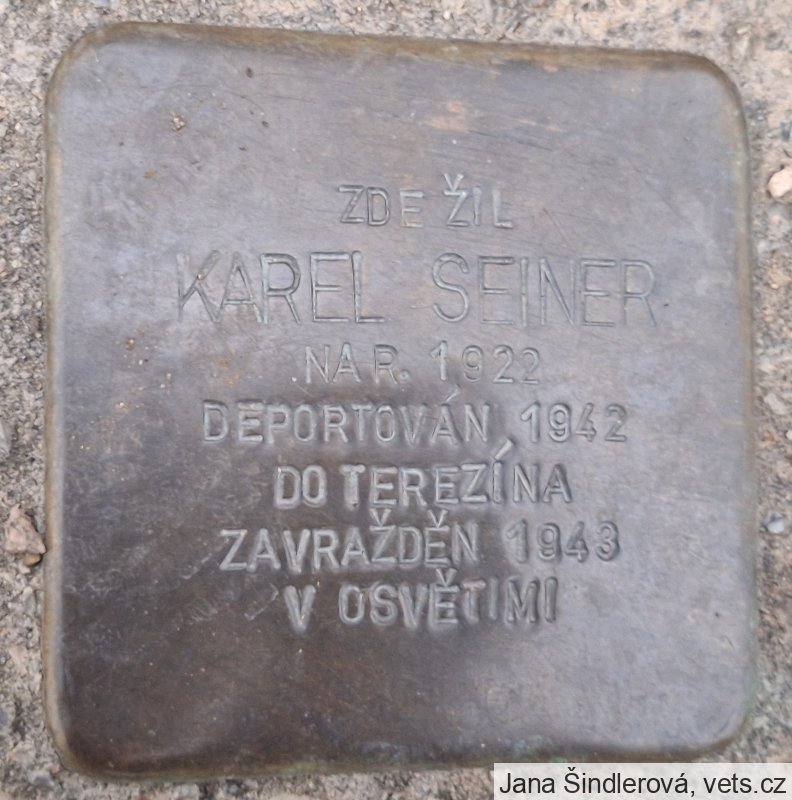 ZDE ŽIL
KAREL SEINER
NAR. 1922
DEPORTOVÁN 1942
DO TEREZÍNA
ZAVRAŽDĚN 1943
V OSVĚTIMI
Jana Šindlerová, vets.cz